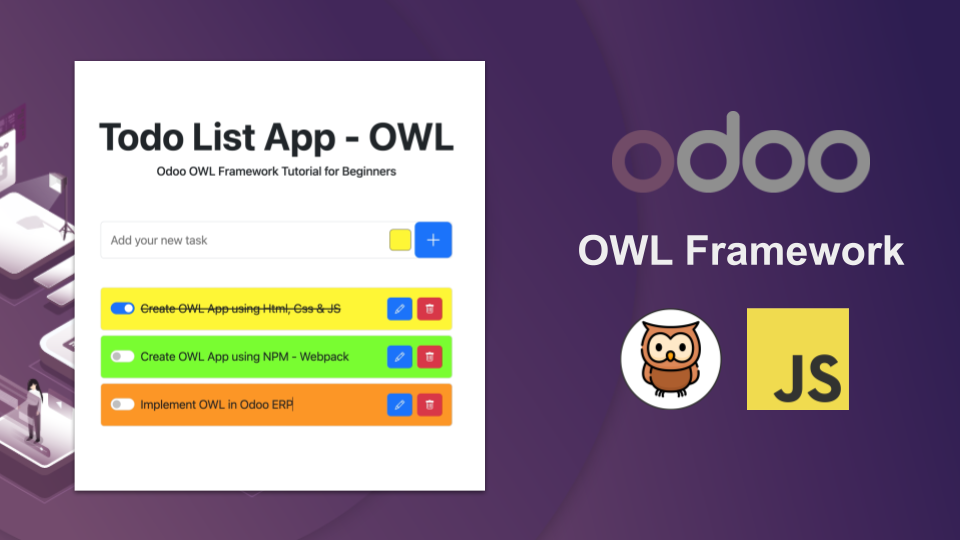 Todo List App - OWL
Odoo OWL Framework Tutorial for Beginners
Add your new task
Create OWL App using Html, Css & JS
Create OWL App using NPM - Webpack
Implement OWL in Odoo ERP
odoo
OWL Framework
JS